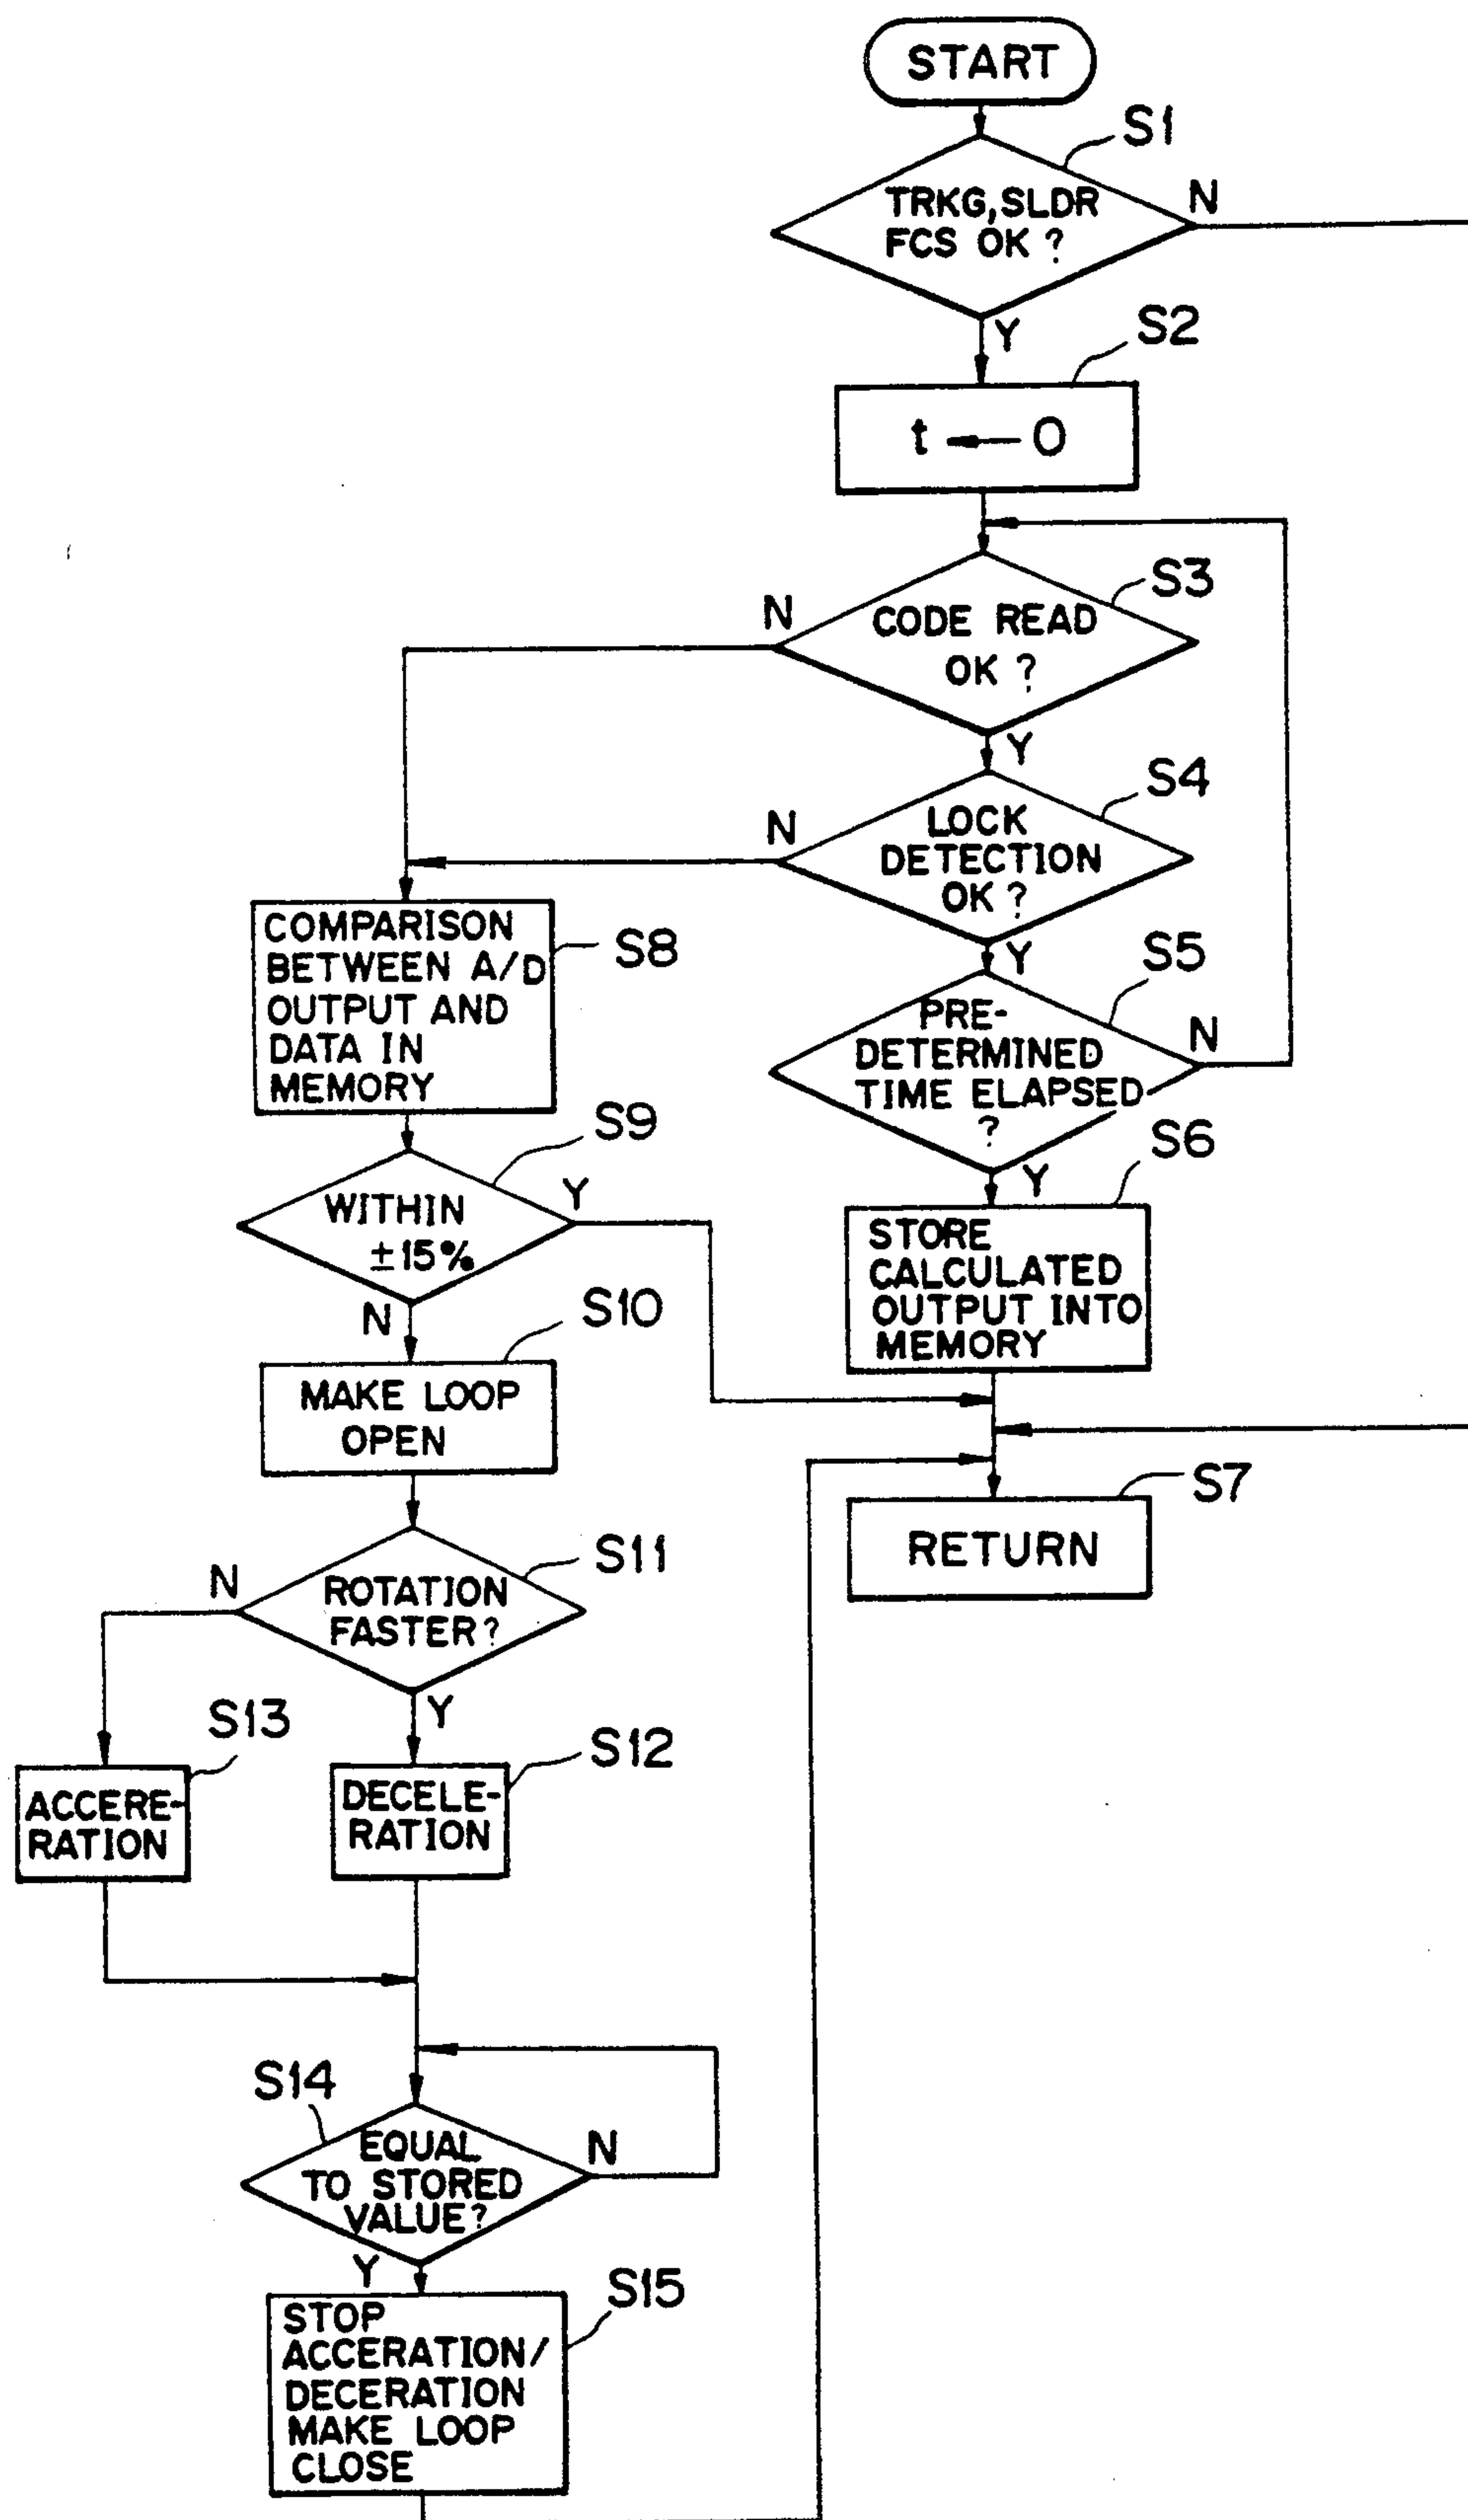 START
S1
TRKG,SLDR
FCS OK ?
N
Y
S2
t ← 0
S3
CODE READ
OK ?
N
Y
S4
LOCK
DETECTION
OK ?
N
Y
S5
PRE-
DETERMINED
TIME ELAPSED
?
N
Y
S6
STORE
CALCULATED
OUTPUT INTO
MEMORY
S7
RETURN
S8
COMPARISON
BETWEEN A/D
OUTPUT AND
DATA IN
MEMORY
S9
WITHIN
±15%
Y
N
S10
MAKE LOOP
OPEN
S11
ROTATION
FASTER?
N
Y
S13
ACCERE-
RATION
S12
DECELE-
RATION
S14
EQUAL
TO STORED
VALUE?
N
Y
S15
STOP
ACCERATION/
DECERATION
MAKE LOOP
CLOSE